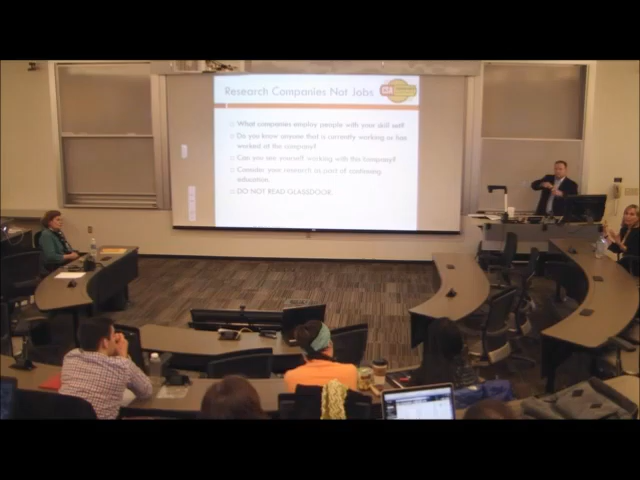 Research Companies Not Jobs
What companies employ people with your skill set?
Do you know anyone that is currently working or has
worked at the company?
Can you see yourself working with the company?
Consider your research as part of continuing
education.
DO NOT READ GLASSDOOR.